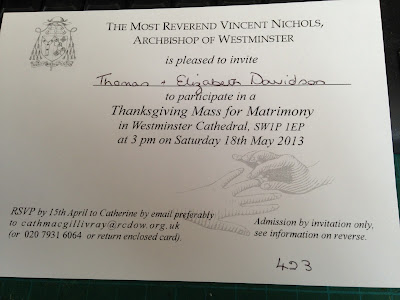 THE MOST REVEREND VINCENT NICHOLS,
ARCHBISHOP OF WESTMINSTER
is pleased to invite
Thomas + Elizabeth Davidson
to participate in a
Thanksgiving Mass for Matrimony
in Westminster Cathedral, SW1P 1EP
at 3 pm on Saturday 18th May 2013
RSVP by 15th April to Catherine by email preferably
to cathmacgillivray@rcdow.org.uk
(or 020 7931 6064 or return enclosed card).
Admission by invitation only,
see information on reverse.
423